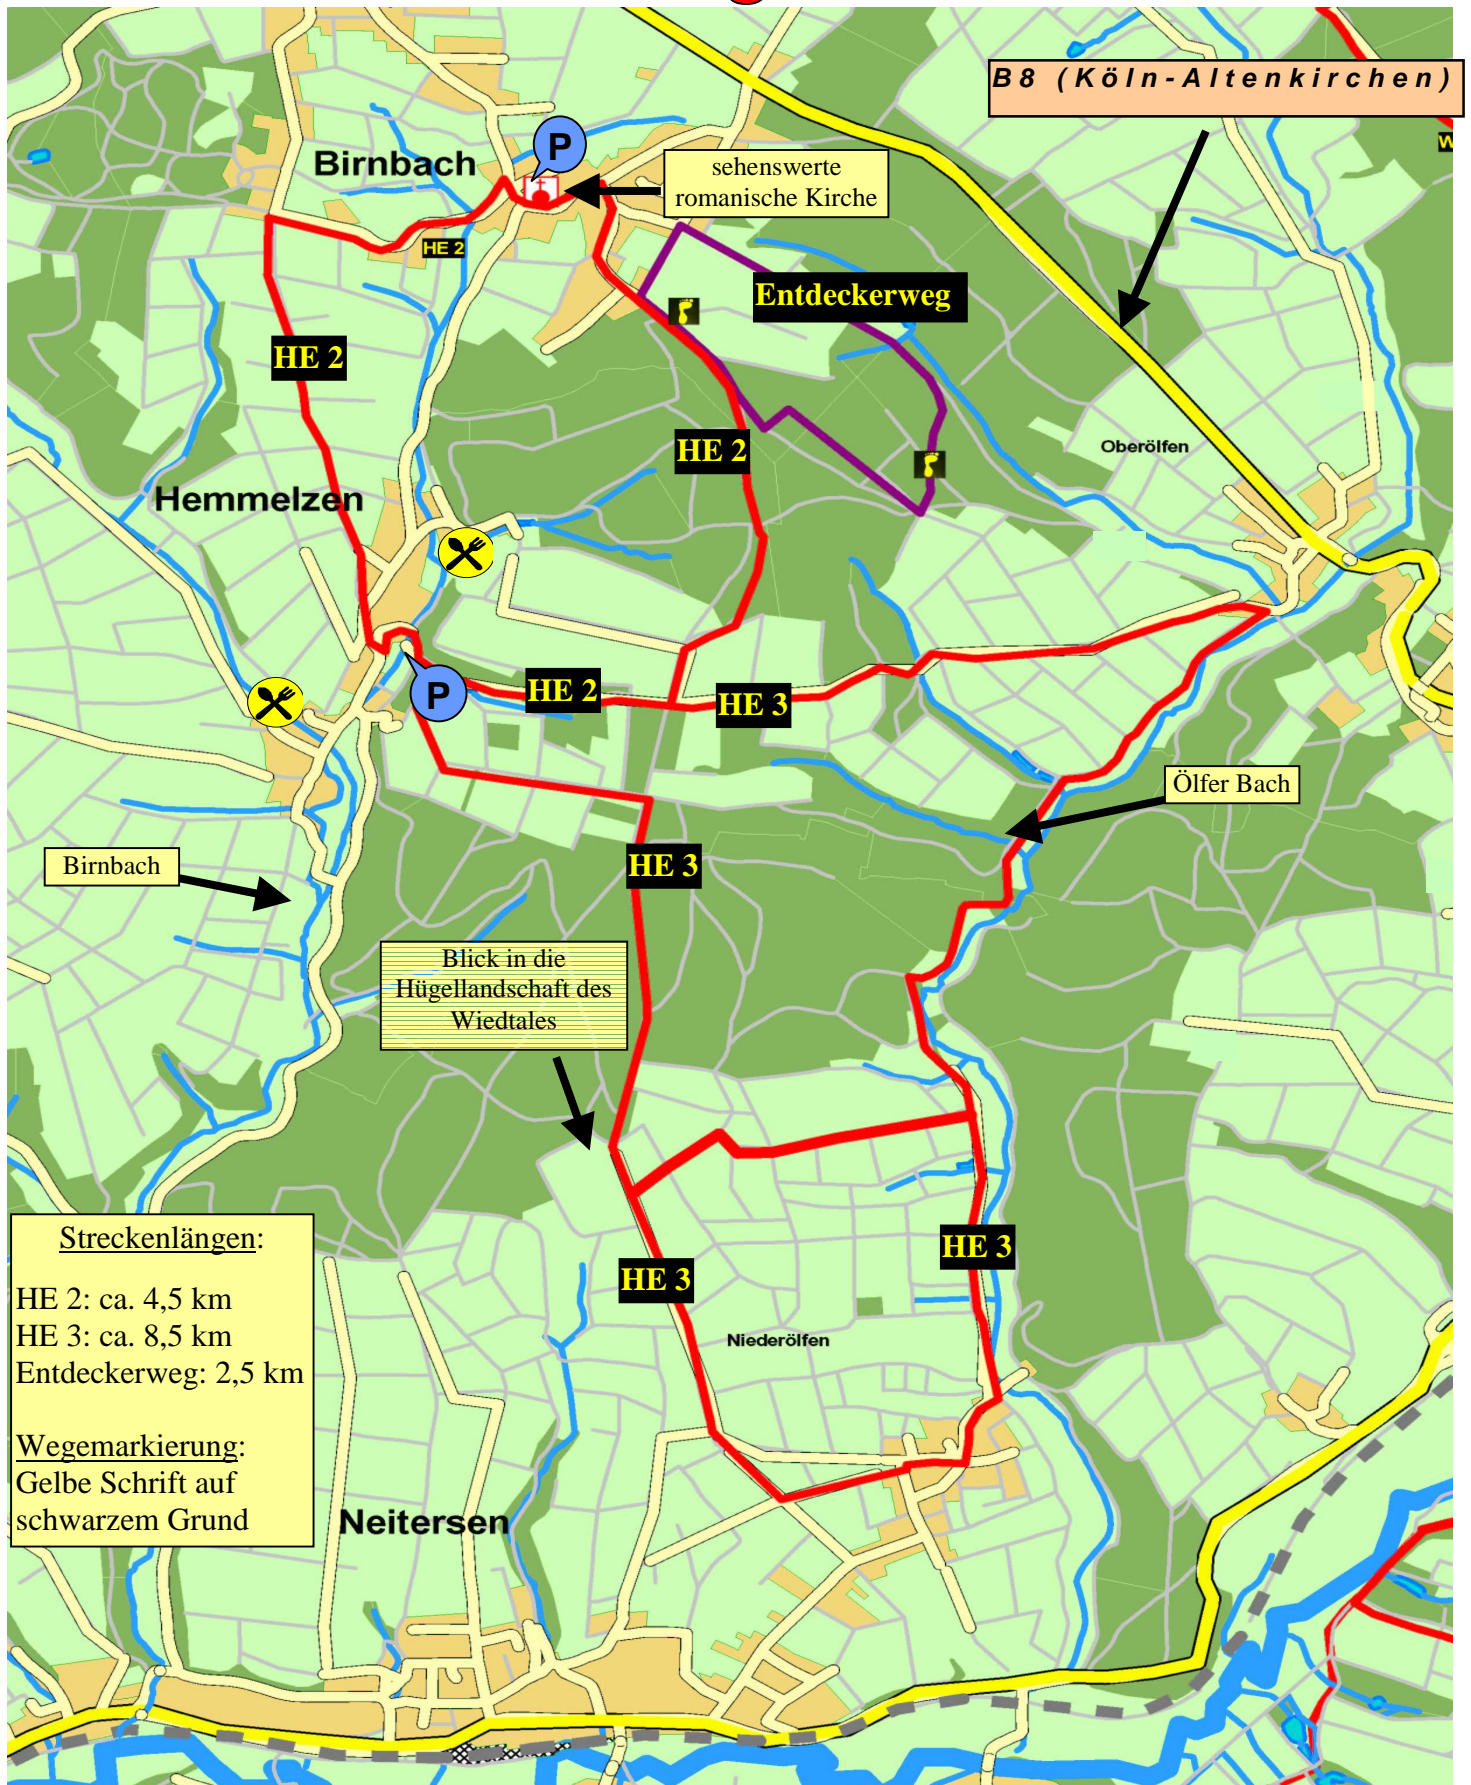 B8 (Köln-Altenkirchen)
W
P
Birnbach
sehenswerte
romanische Kirche
HE 2
Entdeckerweg
HE 2
HE 2
Oberölfen
Hemmelzen
P
HE 2
HE 3
Ölfer Bach
Birnbach
HE 3
Blick in die
Hügellandschaft des
Wiedtales
Streckenlängen:
HE 2: ca. 4,5 km
HE 3: ca. 8,5 km
Entdeckerweg: 2,5 km
Wegemarkierung:
Gelbe Schrift auf
schwarzem Grund
HE 3
HE 3
Niederölfen
Neitersen